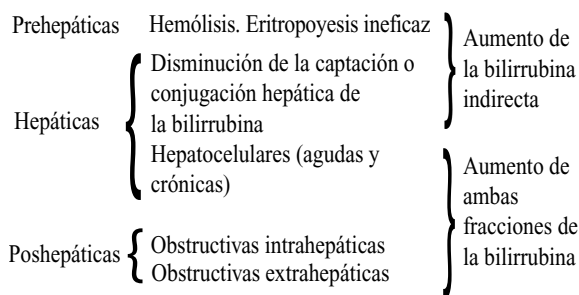 Prehepáticas
Hemólisis. Eritropoyesis ineficaz
Aumento de
la bilirrubina
indirecta
Hepáticas
Disminución de la captación o
conjugación hepática de
la bilirrubina
Hepatocelulares (agudas y
crónicas)
Aumento de
ambas
fracciones de
la bilirrubina
Poshepáticas
Obstructivas intrahepáticas
Obstructivas extrahepáticas